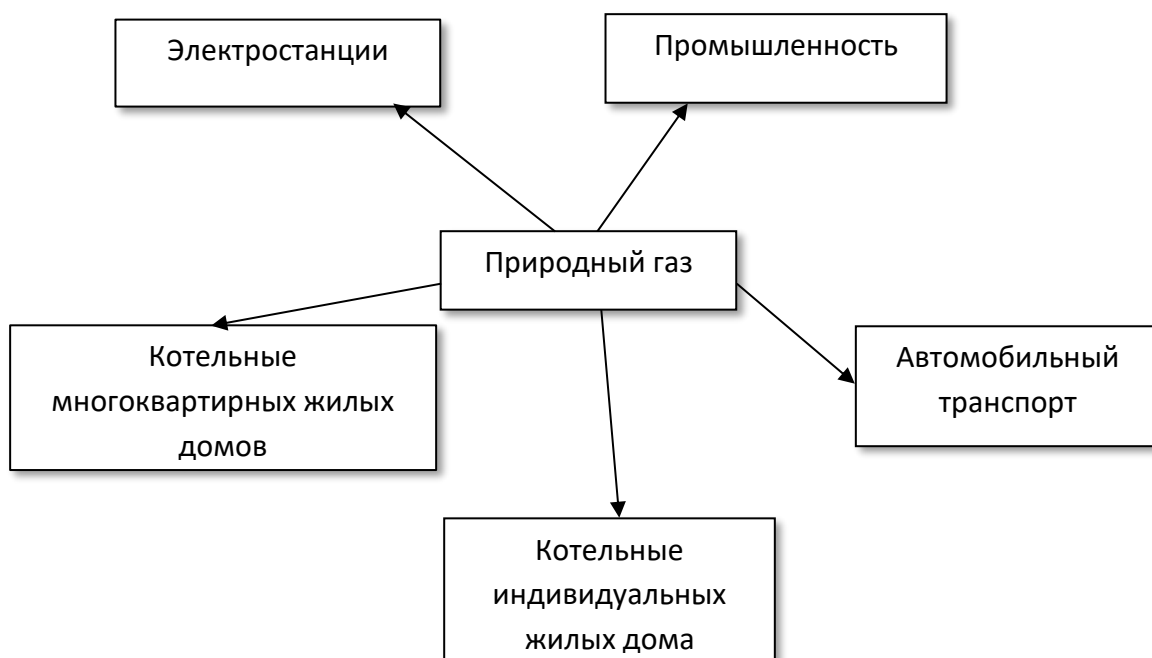 Электростанции
Промышленность
Природный газ
Котельные
многоквартирных жилых
домов
Автомобильный
транспорт
Котельные
индивидуальных
жилых дома